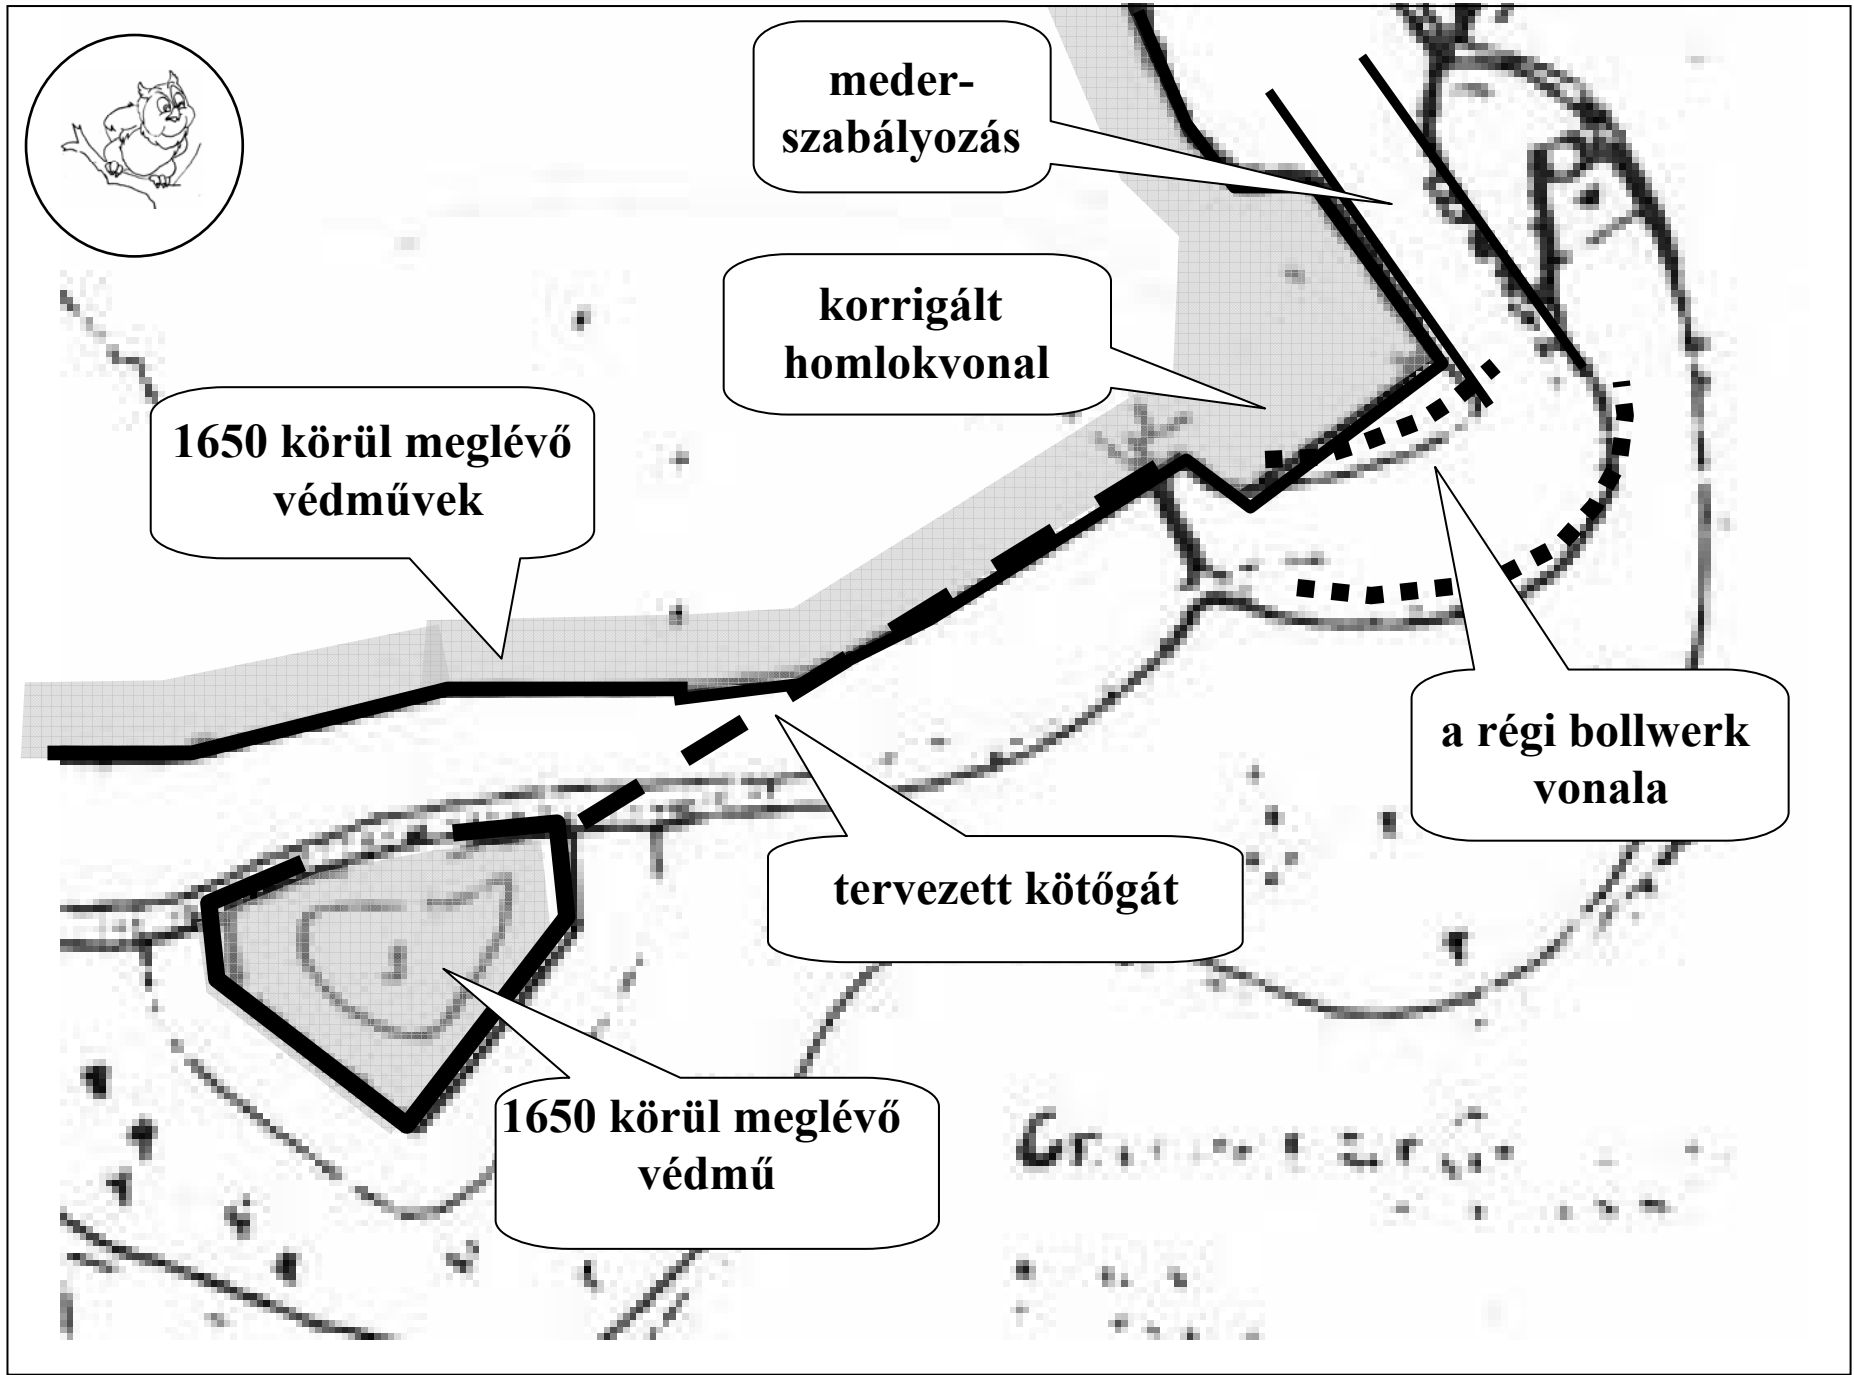 meder-
szabályozás
korrigált
homlokvonal
1650 körül meglévő
védművek
a régi bollwerk
vonala
tervezett kötőgát
1650 körül meglévő
védmű